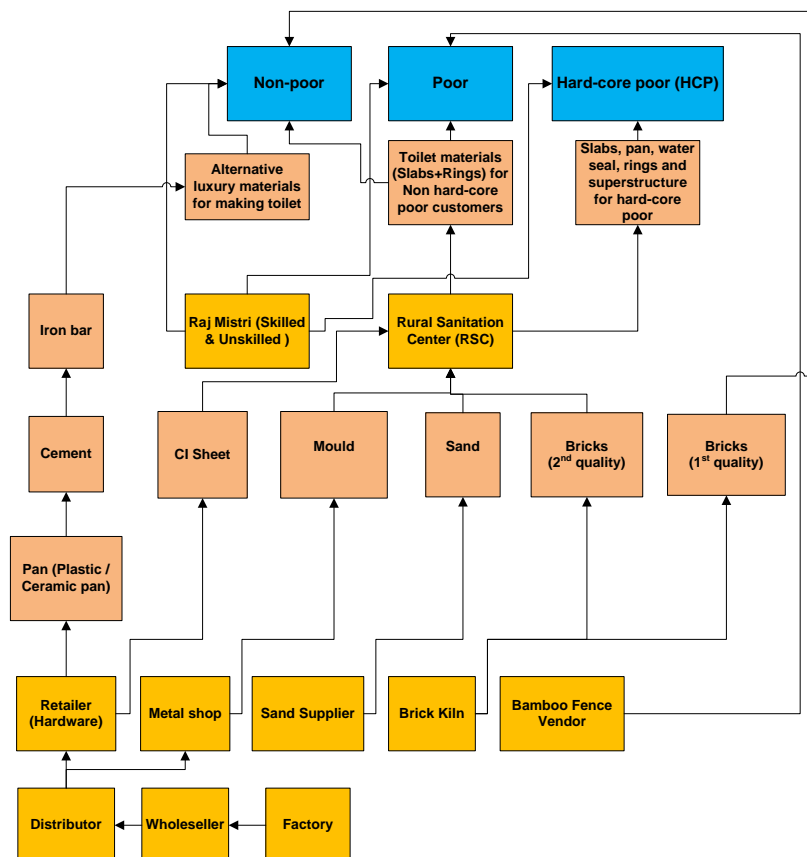 Non-poor
Poor
Hard-core poor (HCP)
Alternative
luxury materials
for making toilet
Toilet materials
(Slabs+Rings) for
Non hard-core
poor customers
Slabs, pan, water
seal, rings and
superstructure
for hard-core
poor
Iron bar
Raj Mistri (Skilled
& Unskilled )
Rural Sanitation
Center (RSC)
Cement
CI Sheet
Mould
Sand
Bricks
(2nd quality)
Bricks
(1st quality)
Pan (Plastic /
Ceramic pan)
Retailer
(Hardware)
Metal shop
Sand Supplier
Brick Kiln
Bamboo Fence
Vendor
Distributor
Wholeseller
Factory